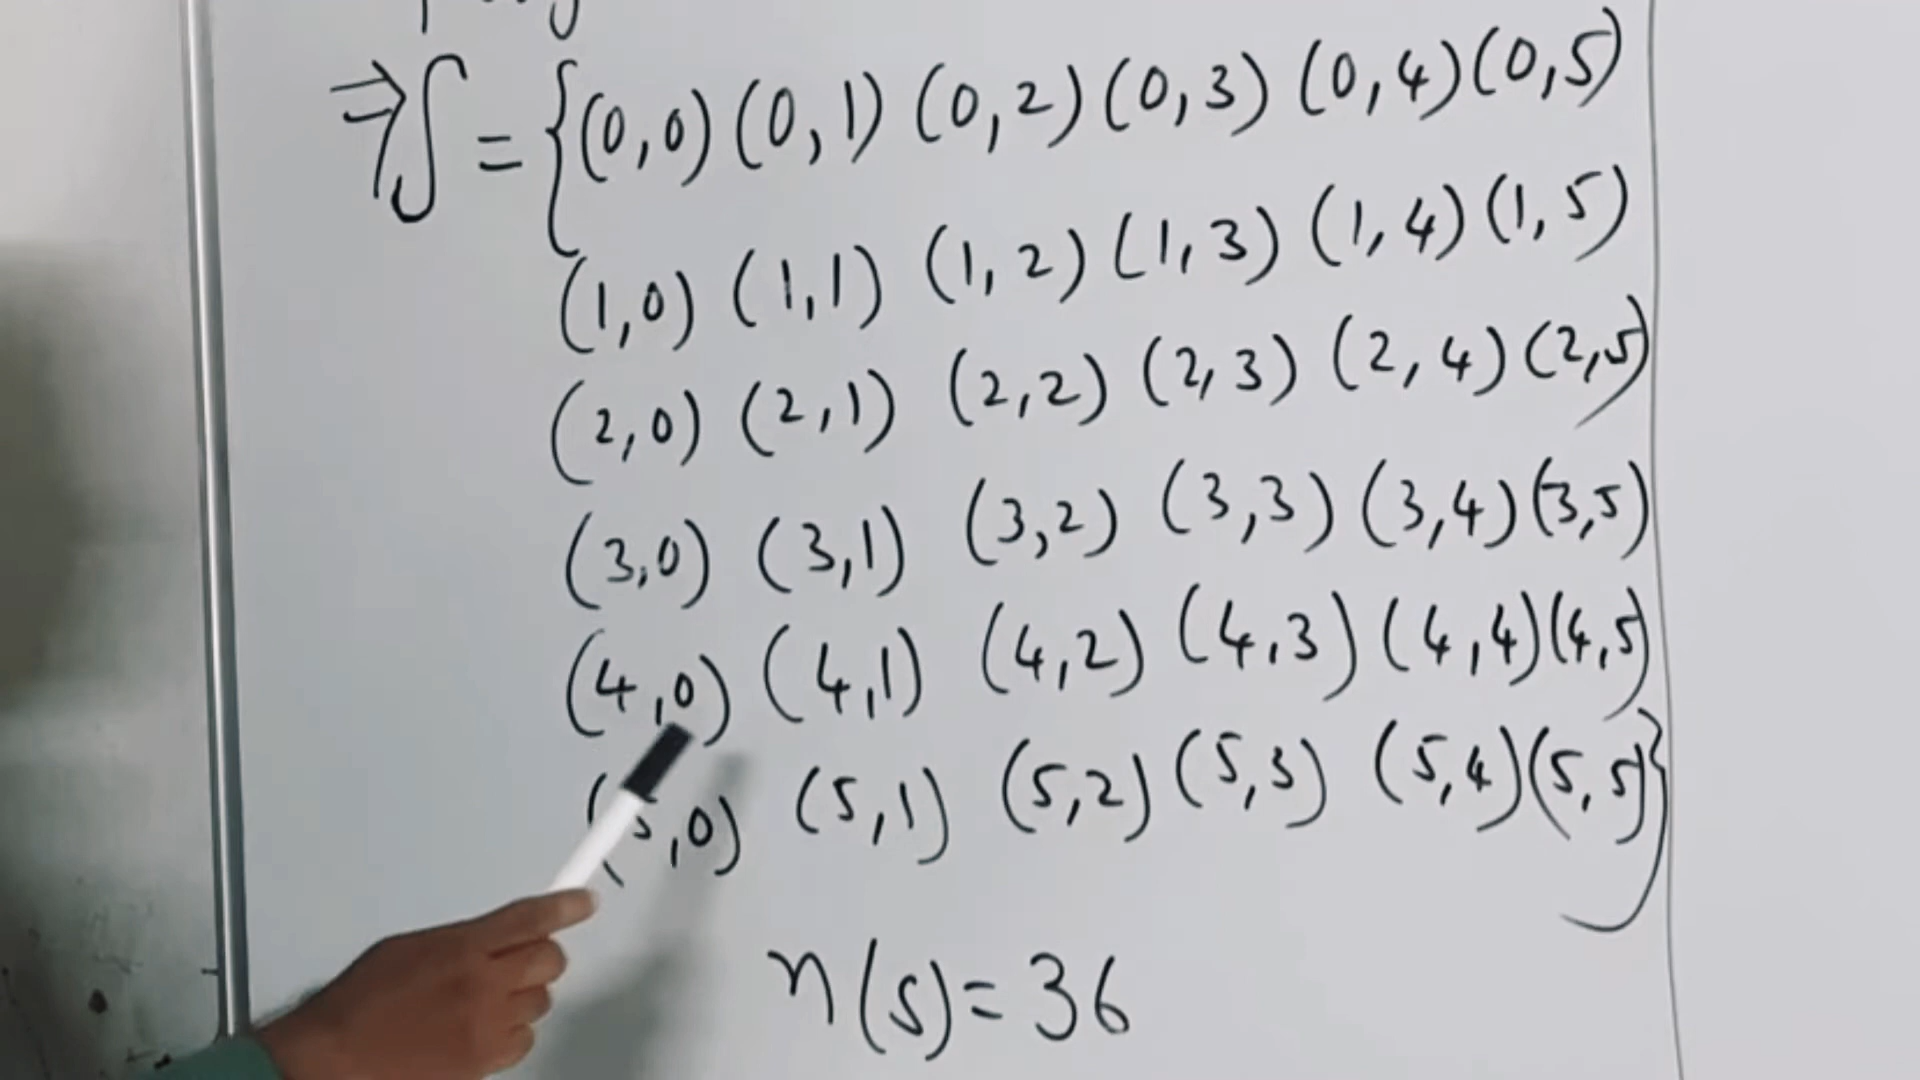 ⇒ S = {(0,0) (0,1) (0,2) (0,3) (0,4) (0,5)
(1,0) (1,1) (1,2) (1,3) (1,4) (1,5)
(2,0) (2,1) (2,2) (2,3) (2,4) (2,5)
(3,0) (3,1) (3,2) (3,3) (3,4) (3,5)
(4,0) (4,1) (4,2) (4,3) (4,4) (4,5)
(5,0) (5,1) (5,2) (5,3) (5,4) (5,5)}
n(s) = 36